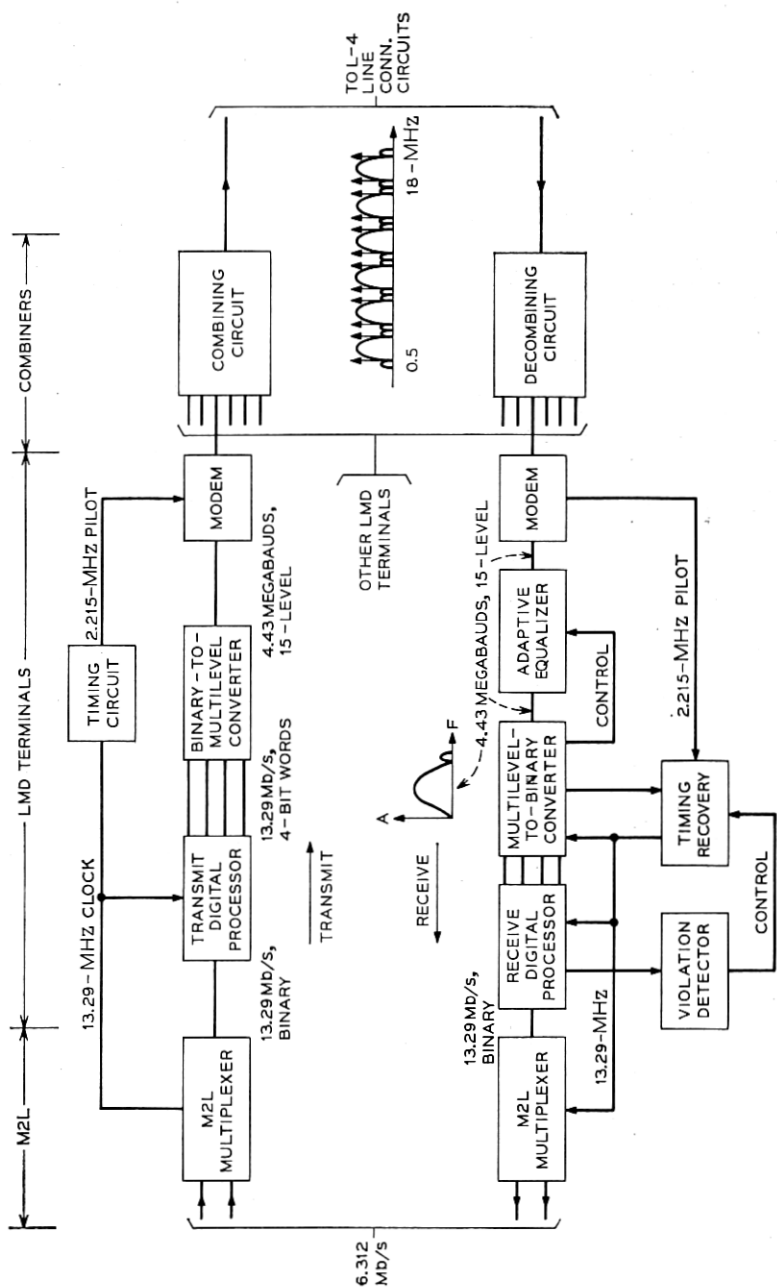 M2L
LMD TERMINALS
COMBINERS
13.29-MHZ CLOCK
TIMING
CIRCUIT
2.215-MHZ PILOT
M2L
MULTIPLEXER
TRANSMIT
DIGITAL
PROCESSOR
BINARY-TO-
MULTILEVEL
CONVERTER
MODEM
COMBINING
CIRCUIT
13.29 Mb/s,
BINARY
13.29 Mb/s,
4-BIT WORDS
4.43 MEGABAUDS,
15-LEVEL
TO L-4
LINE
CONN.
CIRCUITS
TRANSMIT
6.312
Mb/s
OTHER LMD
TERMINALS
0.5
18-MHZ
RECEIVE
A
F
4.43 MEGABAUDS, 15-LEVEL
13.29 Mb/s,
BINARY
M2L
MULTIPLEXER
RECEIVE
DIGITAL
PROCESSOR
MULTILEVEL-
TO-BINARY
CONVERTER
ADAPTIVE
EQUALIZER
MODEM
DECOMBINING
CIRCUIT
CONTROL
13.29-MHZ
VIOLATION
DETECTOR
TIMING
RECOVERY
2.215-MHZ PILOT
CONTROL